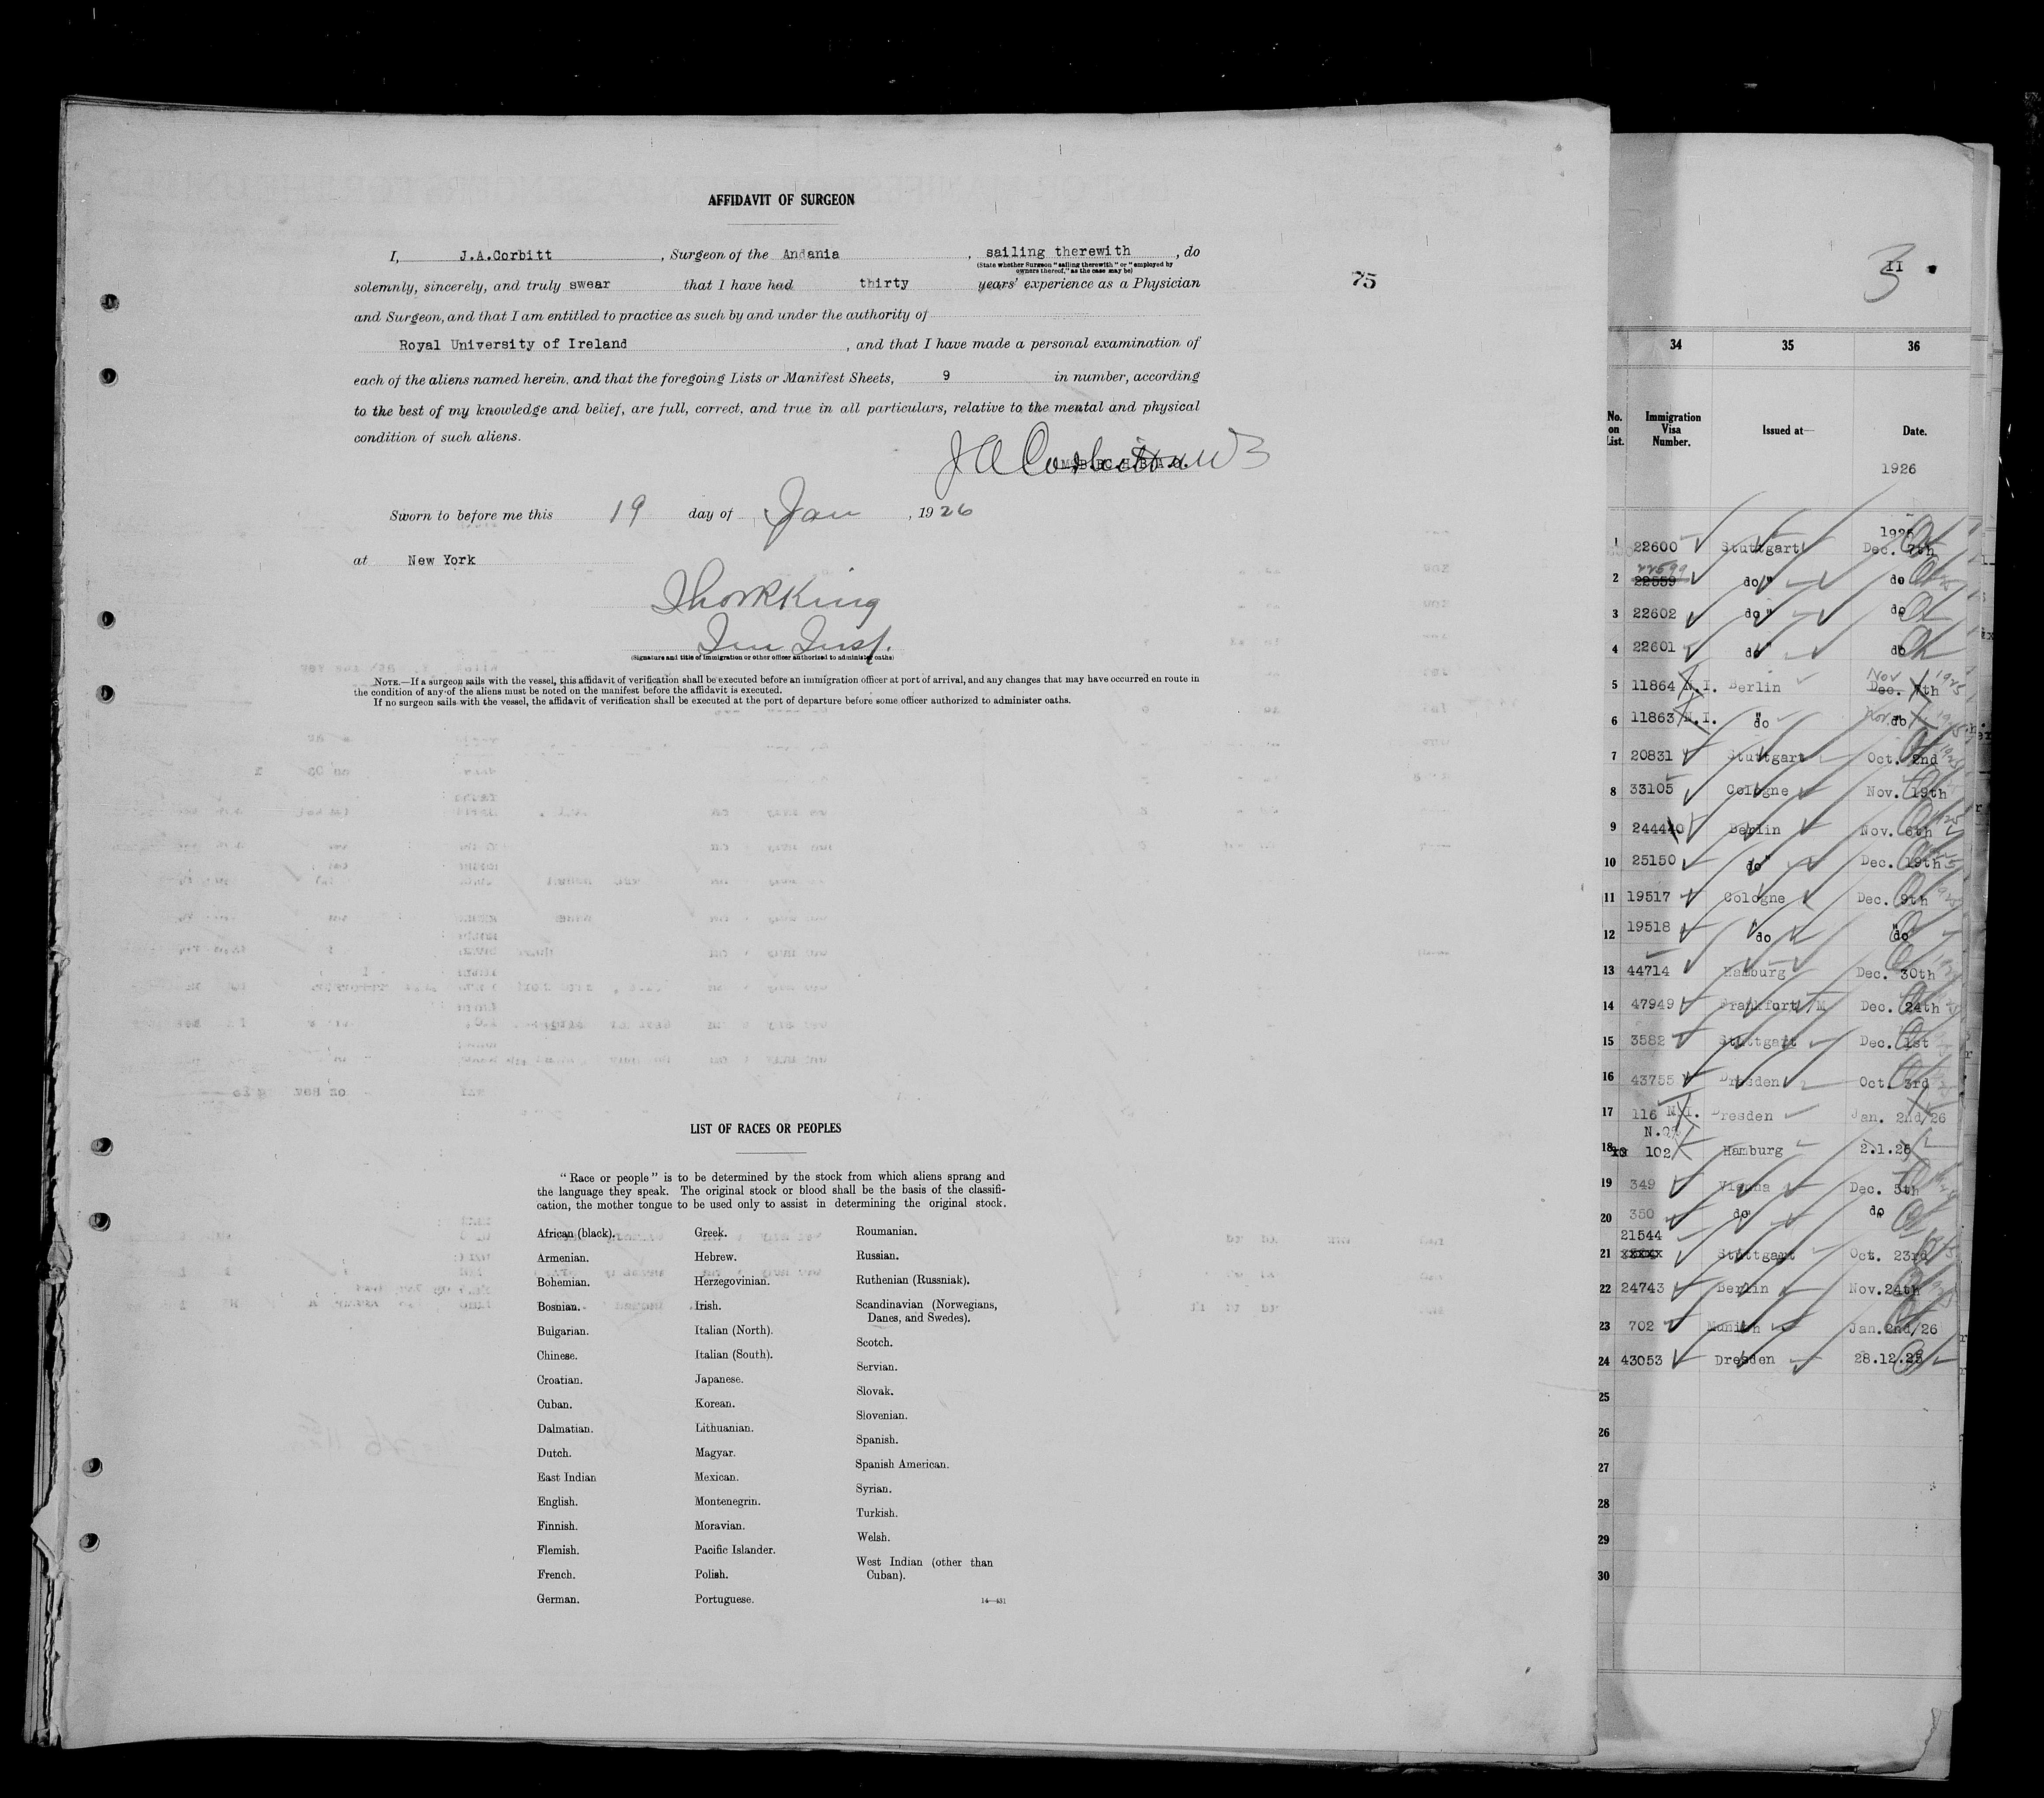 AFFIDAVIT OF SURGEON
I, J.A.Corbitt, Surgeon of the Andania, sailing therewith, do
(State whether Surgeon "sailing therewith" or "employed by
owners thereof," as the case may be)
solemnly, sincerely, and truly swear that I have had thirty years' experience as a Physician
75
and Surgeon, and that I am entitled to practice as such by and under the authority of
Royal University of Ireland, and that I have made a personal examination of
each of the aliens named herein, and that the foregoing Lists or Manifest Sheets, 9 in number, according
to the best of my knowledge and belief, are full, correct, and true in all particulars, relative to the mental and physical
condition of such aliens.
J A Corbitt
Sworn to before me this 19 day of Jan, 1926
at New York
King
Imm Insp.
(Signature and title of immigration or other officer authorized to administer oaths)
NOTE.—If a surgeon sails with the vessel, this affidavit of verification shall be executed before an immigration officer at port of arrival, and any changes that may have occurred en route in
the condition of any of the aliens must be noted on the manifest before the affidavit is executed.
If no surgeon sails with the vessel, the affidavit of verification shall be executed at the port of departure before some officer authorized to administer oaths.
LIST OF RACES OR PEOPLES
"Race or people" is to be determined by the stock from which aliens sprang and
the language they speak. The original stock or blood shall be the basis of the classifi-
cation, the mother tongue to be used only to assist in determining the original stock.
African (black).
Armenian.
Bohemian.
Bosnian.
Bulgarian.
Chinese.
Croatian.
Cuban.
Dalmatian.
Dutch.
East Indian
English.
Finnish.
Flemish.
French.
German.
Greek.
Hebrew.
Herzegovinian.
Irish.
Italian (North).
Italian (South).
Japanese.
Korean.
Lithuanian.
Magyar.
Mexican.
Montenegrin.
Moravian.
Pacific Islander.
Polish.
Portuguese.
Roumanian.
Russian.
Ruthenian (Russniak).
Scandinavian (Norwegians,
Danes, and Swedes).
Scotch.
Servian.
Slovak.
Slovenian.
Spanish.
Spanish American.
Syrian.
Turkish.
Welsh.
West Indian (other than
Cuban).
14—431
II
3
34 35 36
No. on List. Immigration Visa Number. Issued at— Date.
1926
1925
1 22600 Stuttgart Dec. 7th
22599
2 22559 do " do
3 22602 do " do
4 22601 do " do
5 11864 N.I. Berlin Nov Dec. 7th 1925
6 11863 N.I. " do Nov. do
7 20831 Stuttgart Oct. 2nd 1925
8 33105 Cologne Nov. 19th
9 244440 Berlin Nov. 6th
10 25150 do " Dec. 19th
11 19517 Cologne Dec. 9th
12 19518 " do " do
13 44714 Hamburg Dec. 30th
14 47949 Frankfort/M Dec. 24th
15 3582 Stuttgart Dec. 1st
16 43755 Dresden Oct. 3rd
17 116 N.I. Dresden Jan. 2nd/26
18 102 Hamburg 2.1.26
19 349 Vienna Dec. 5th
20 350 do " do "
21544
21 xxxxx Stuttgart Oct. 23rd
22 24743 Berlin Nov.24th
23 702 Munich Jan.2nd/26
24 43053 Dresden 28.12.25
25
26
27
28
29
30